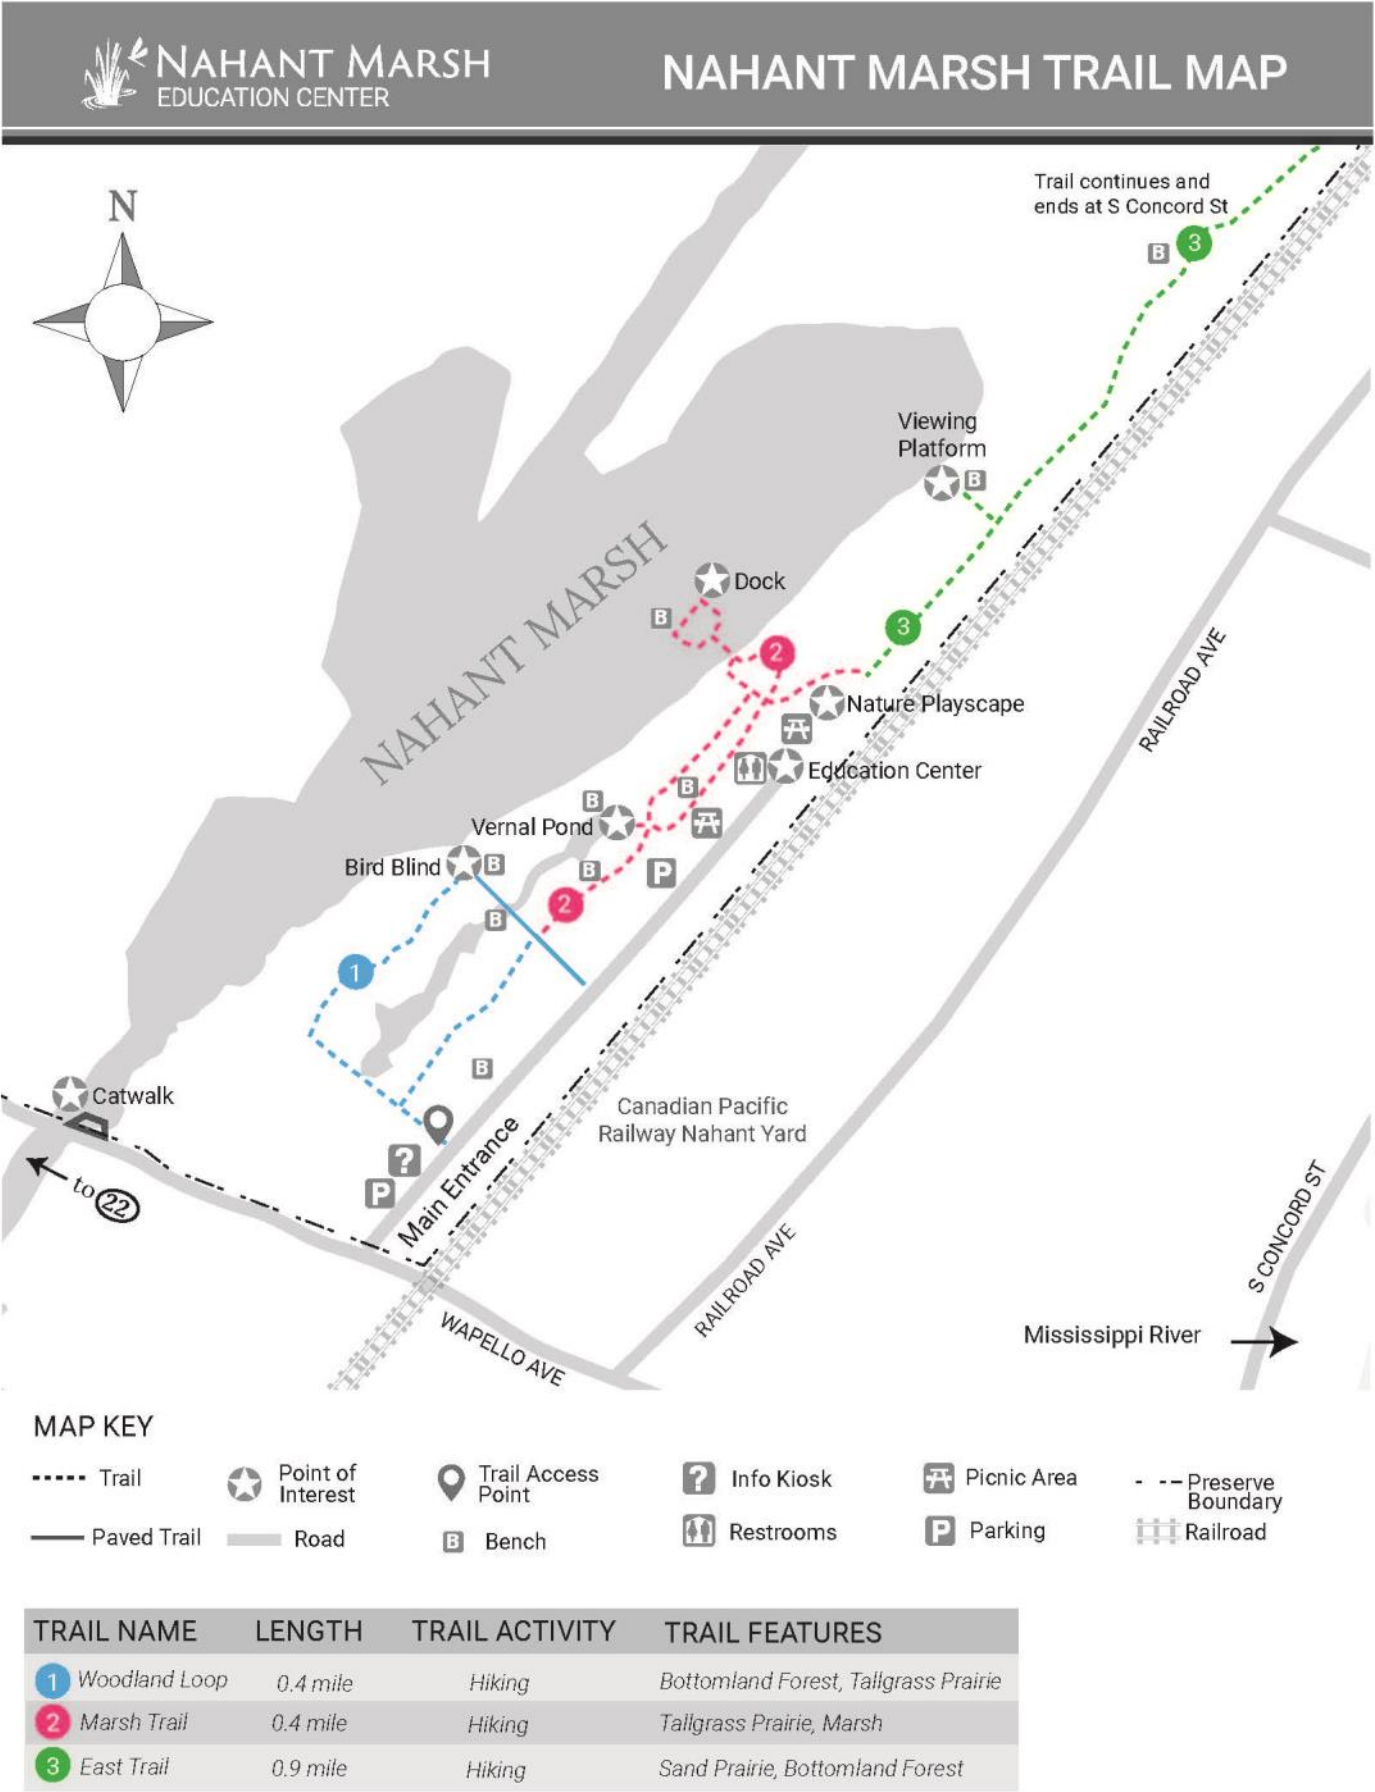 NAHANT MARSH
EDUCATION CENTER
NAHANT MARSH TRAIL MAP
N
Trail continues and
ends at S Concord St
3
B
Viewing
Platform
B
NAHANT MARSH
Dock
B
2
3
Nature Playscape
Education Center
B
B
Vernal Pond
Bird Blind
B
B
P
2
B
1
RAILROAD AVE
B
Catwalk
Canadian Pacific
Railway Nahant Yard
?
P
Main Entrance
to 22
S CONCORD ST
RAILROAD AVE
WAPELLO AVE
Mississippi River
MAP KEY
Trail
Point of
Interest
Trail Access
Point
? Info Kiosk
Picnic Area
Preserve
Boundary
Paved Trail
Road
B Bench
Restrooms
P Parking
Railroad
TRAIL NAME LENGTH TRAIL ACTIVITY TRAIL FEATURES
1 Woodland Loop 0.4 mile Hiking Bottomland Forest, Tallgrass Prairie
2 Marsh Trail 0.4 mile Hiking Tallgrass Prairie, Marsh
3 East Trail 0.9 mile Hiking Sand Prairie, Bottomland Forest